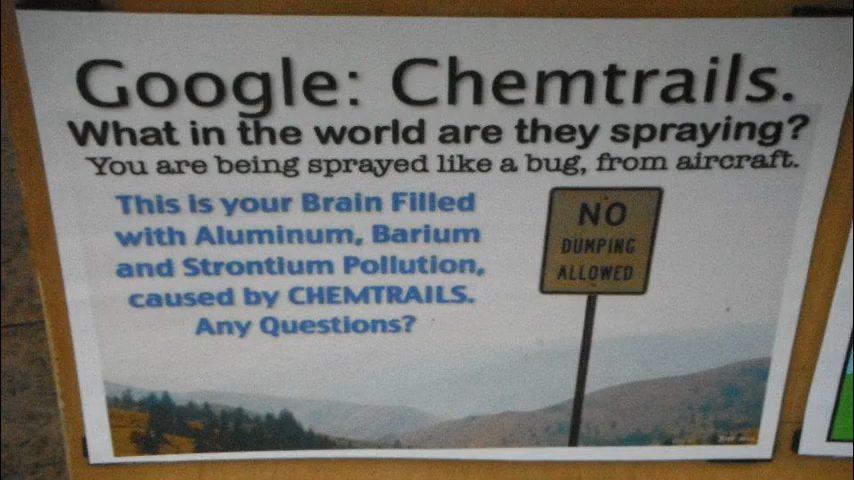 Google: Chemtrails.
What in the world are they spraying?
You are being sprayed like a bug, from aircraft.
This is your Brain Filled
with Aluminum, Barium
and Strontium Pollution,
caused by CHEMTRAILS.
Any Questions?
NO
DUMPING
ALLOWED